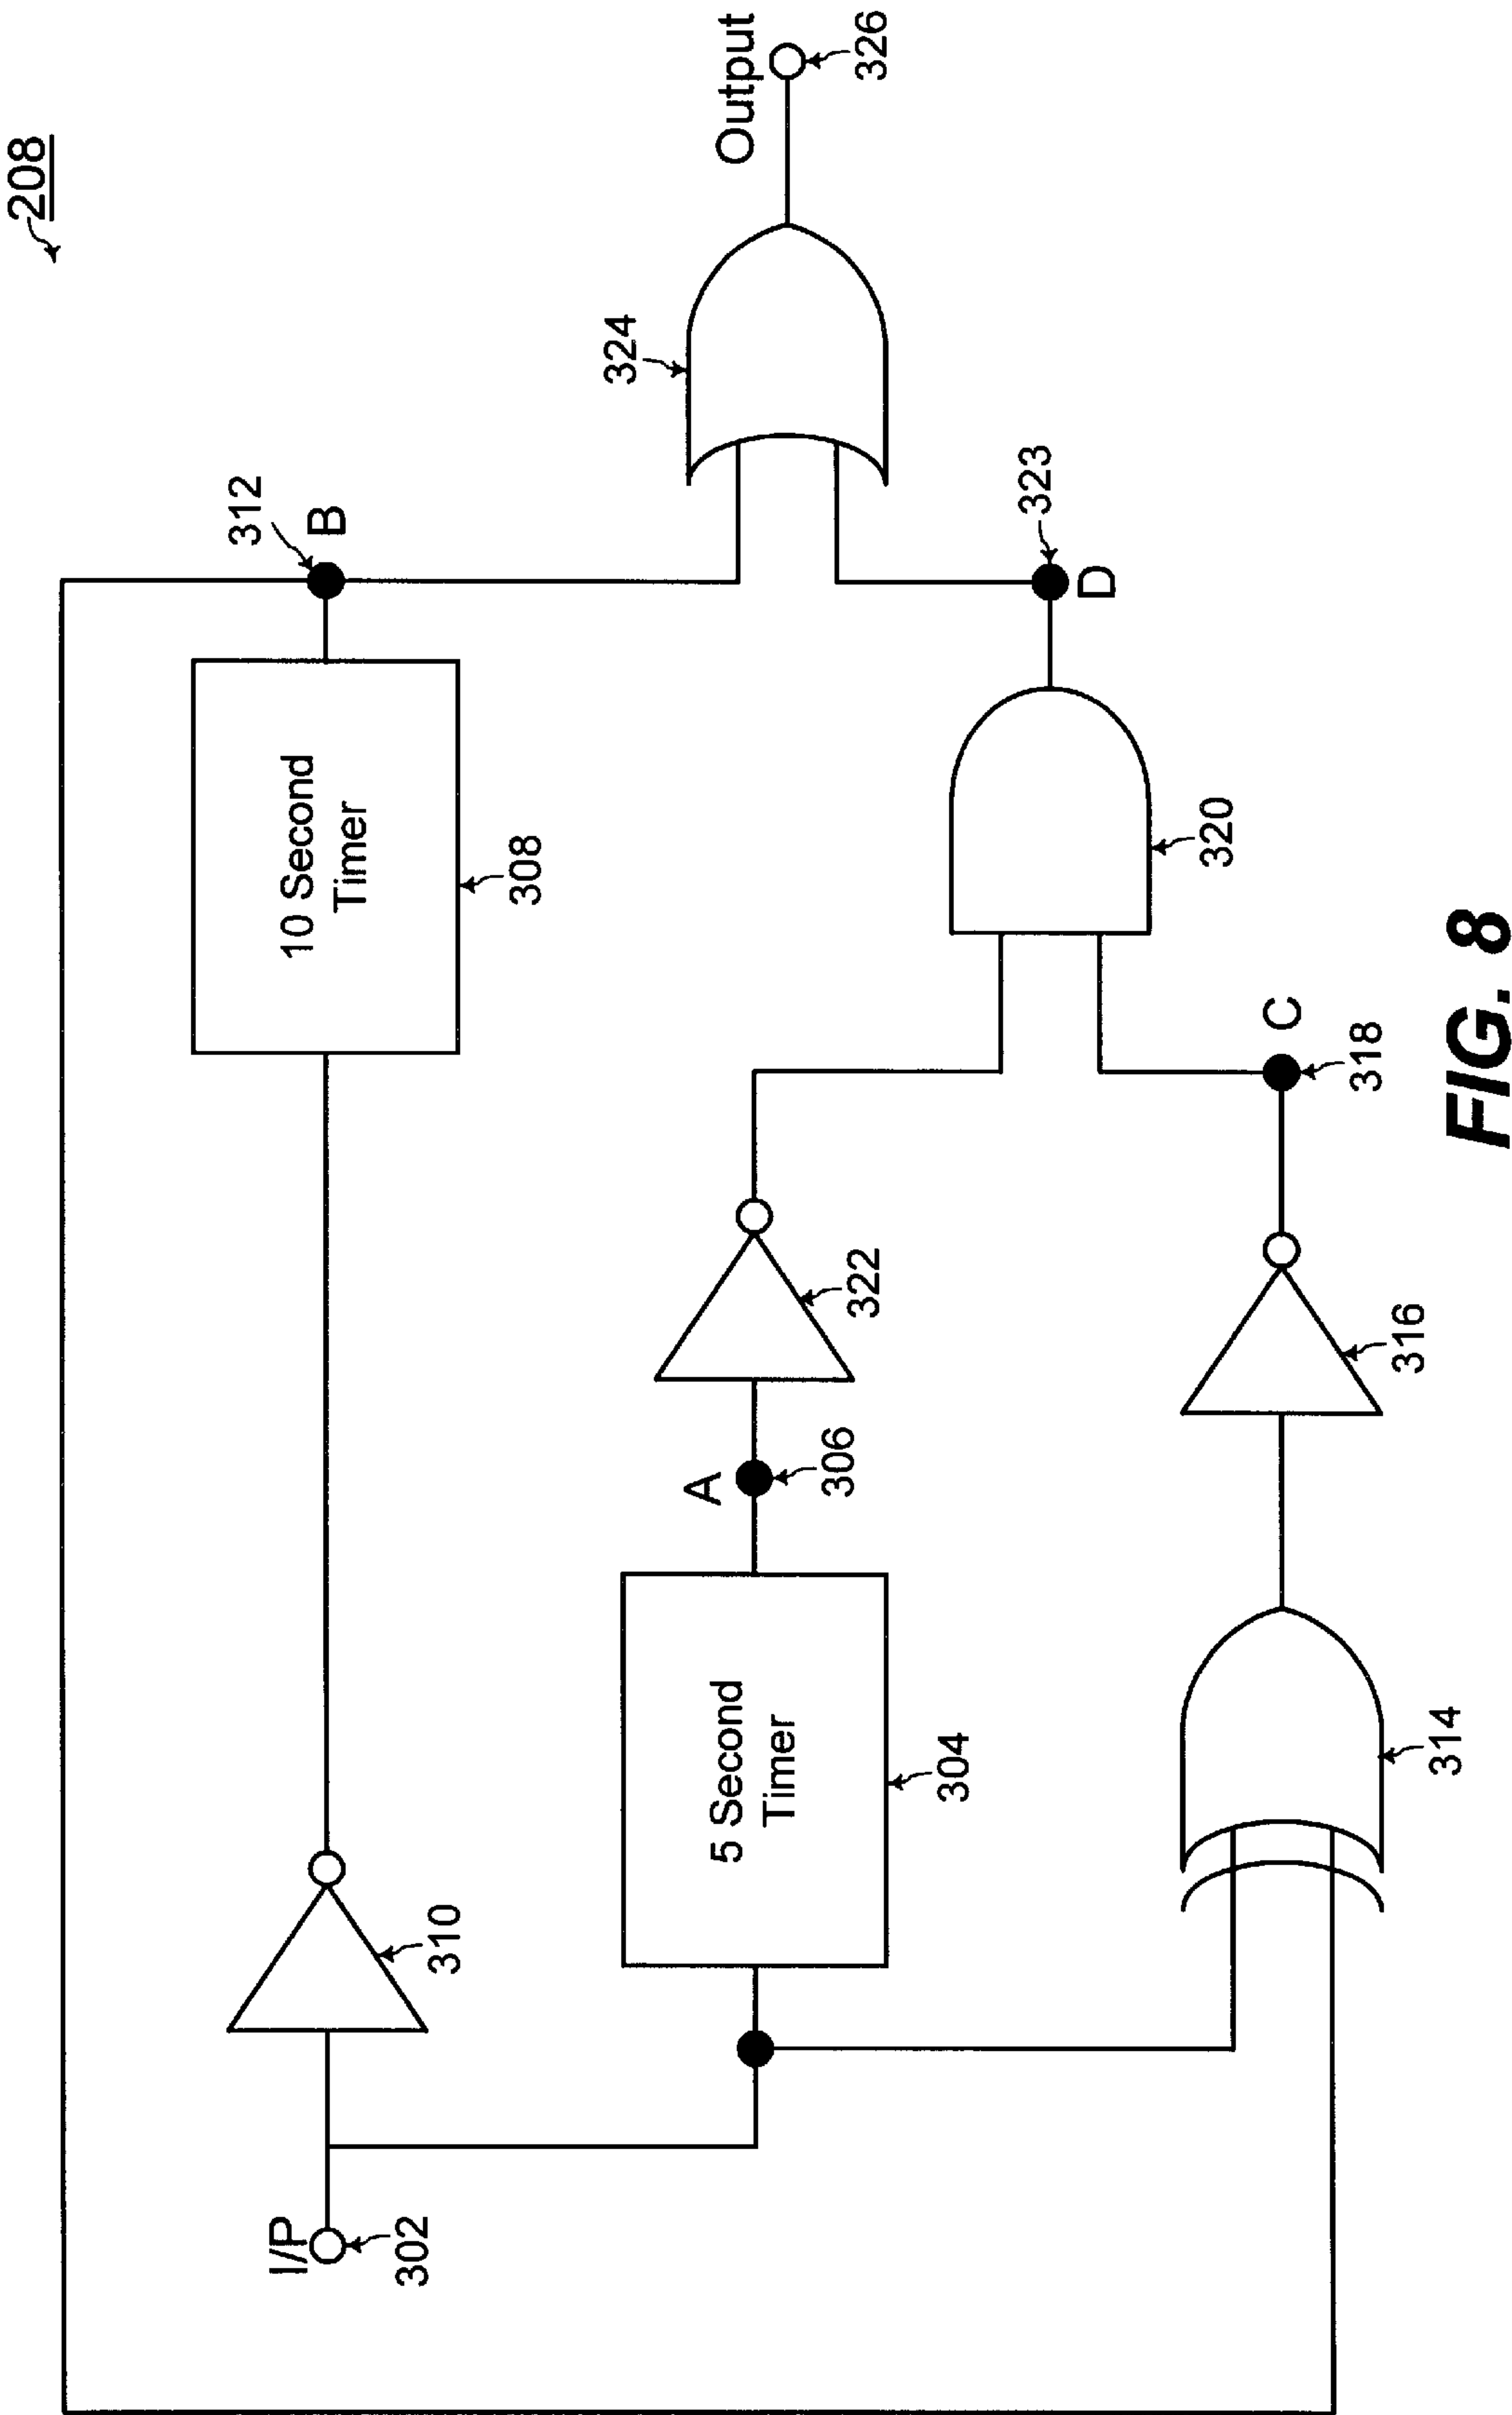 208
I/P
302
310
10 Second
Timer
308
312
B
5 Second
Timer
304
A
306
322
314
316
C
318
320
D
323
324
Output
326
FIG. 8